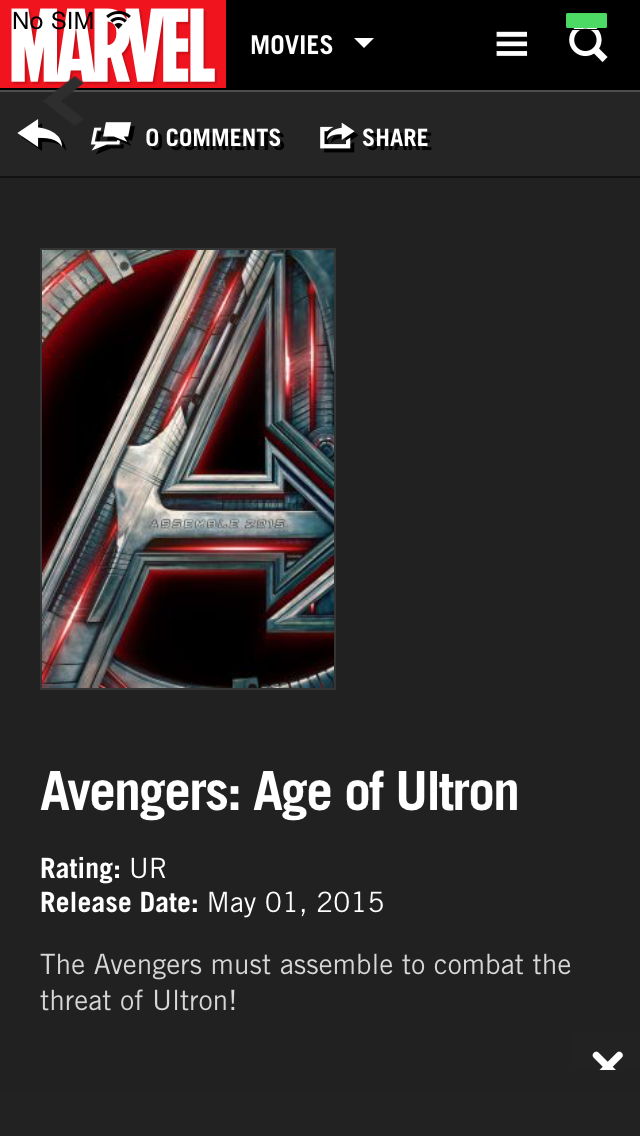 No SIM
MARVEL
MOVIES
0 COMMENTS
SHARE
ASSEMBLE 2015
Avengers: Age of Ultron
Rating: UR
Release Date: May 01, 2015
The Avengers must assemble to combat the
threat of Ultron!